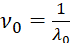 ν₀ = 1/λ₀